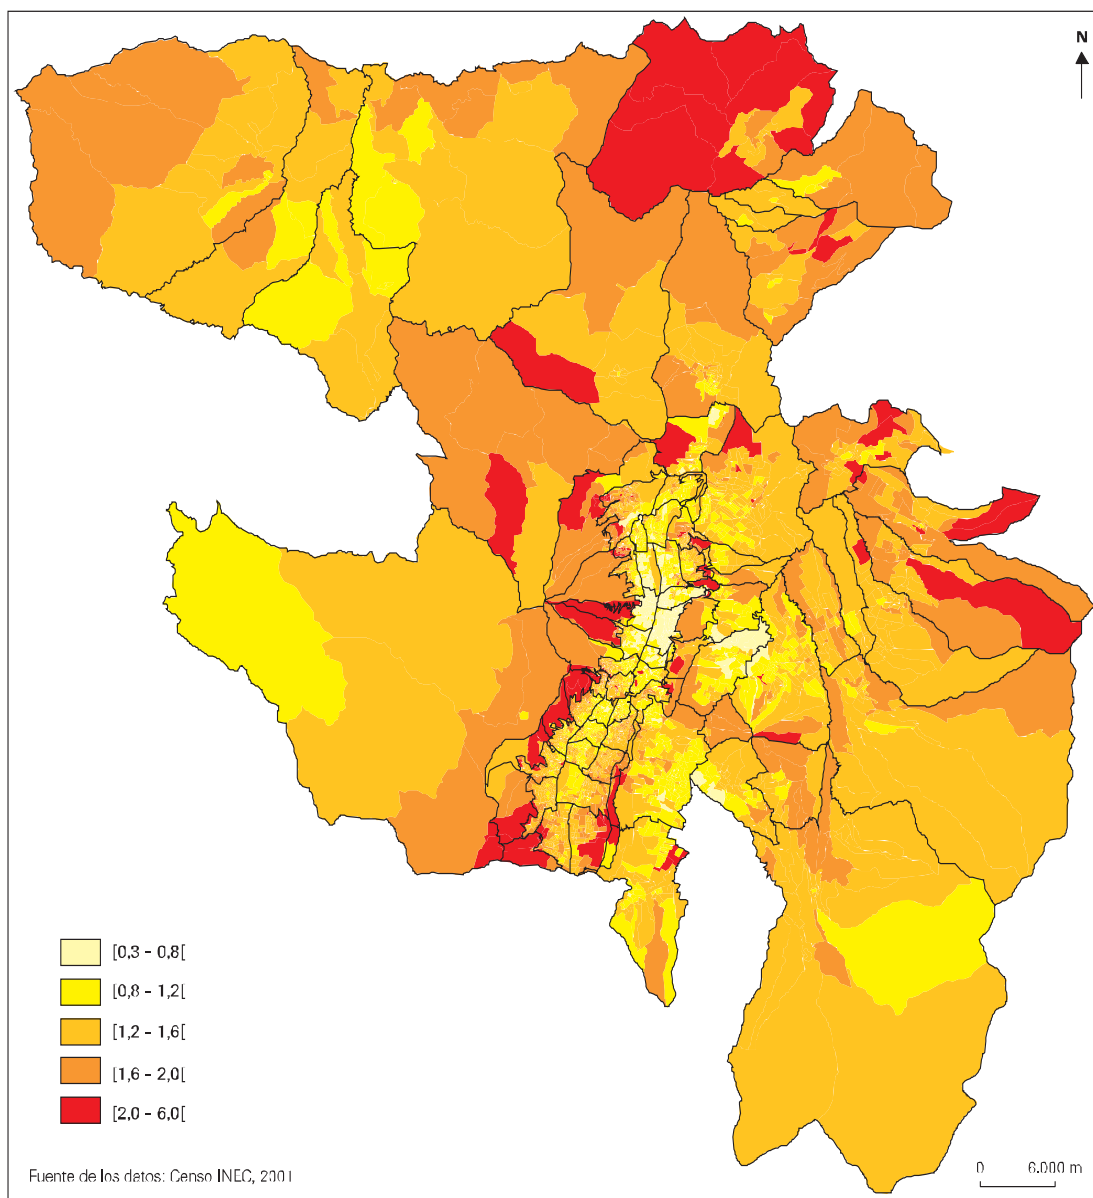 N
[0,3 - 0,8[
[0,8 - 1,2[
[1,2 - 1,6[
[1,6 - 2,0[
[2,0 - 6,0[
Fuente de los datos: Censo INEC, 2001
0 6.000 m